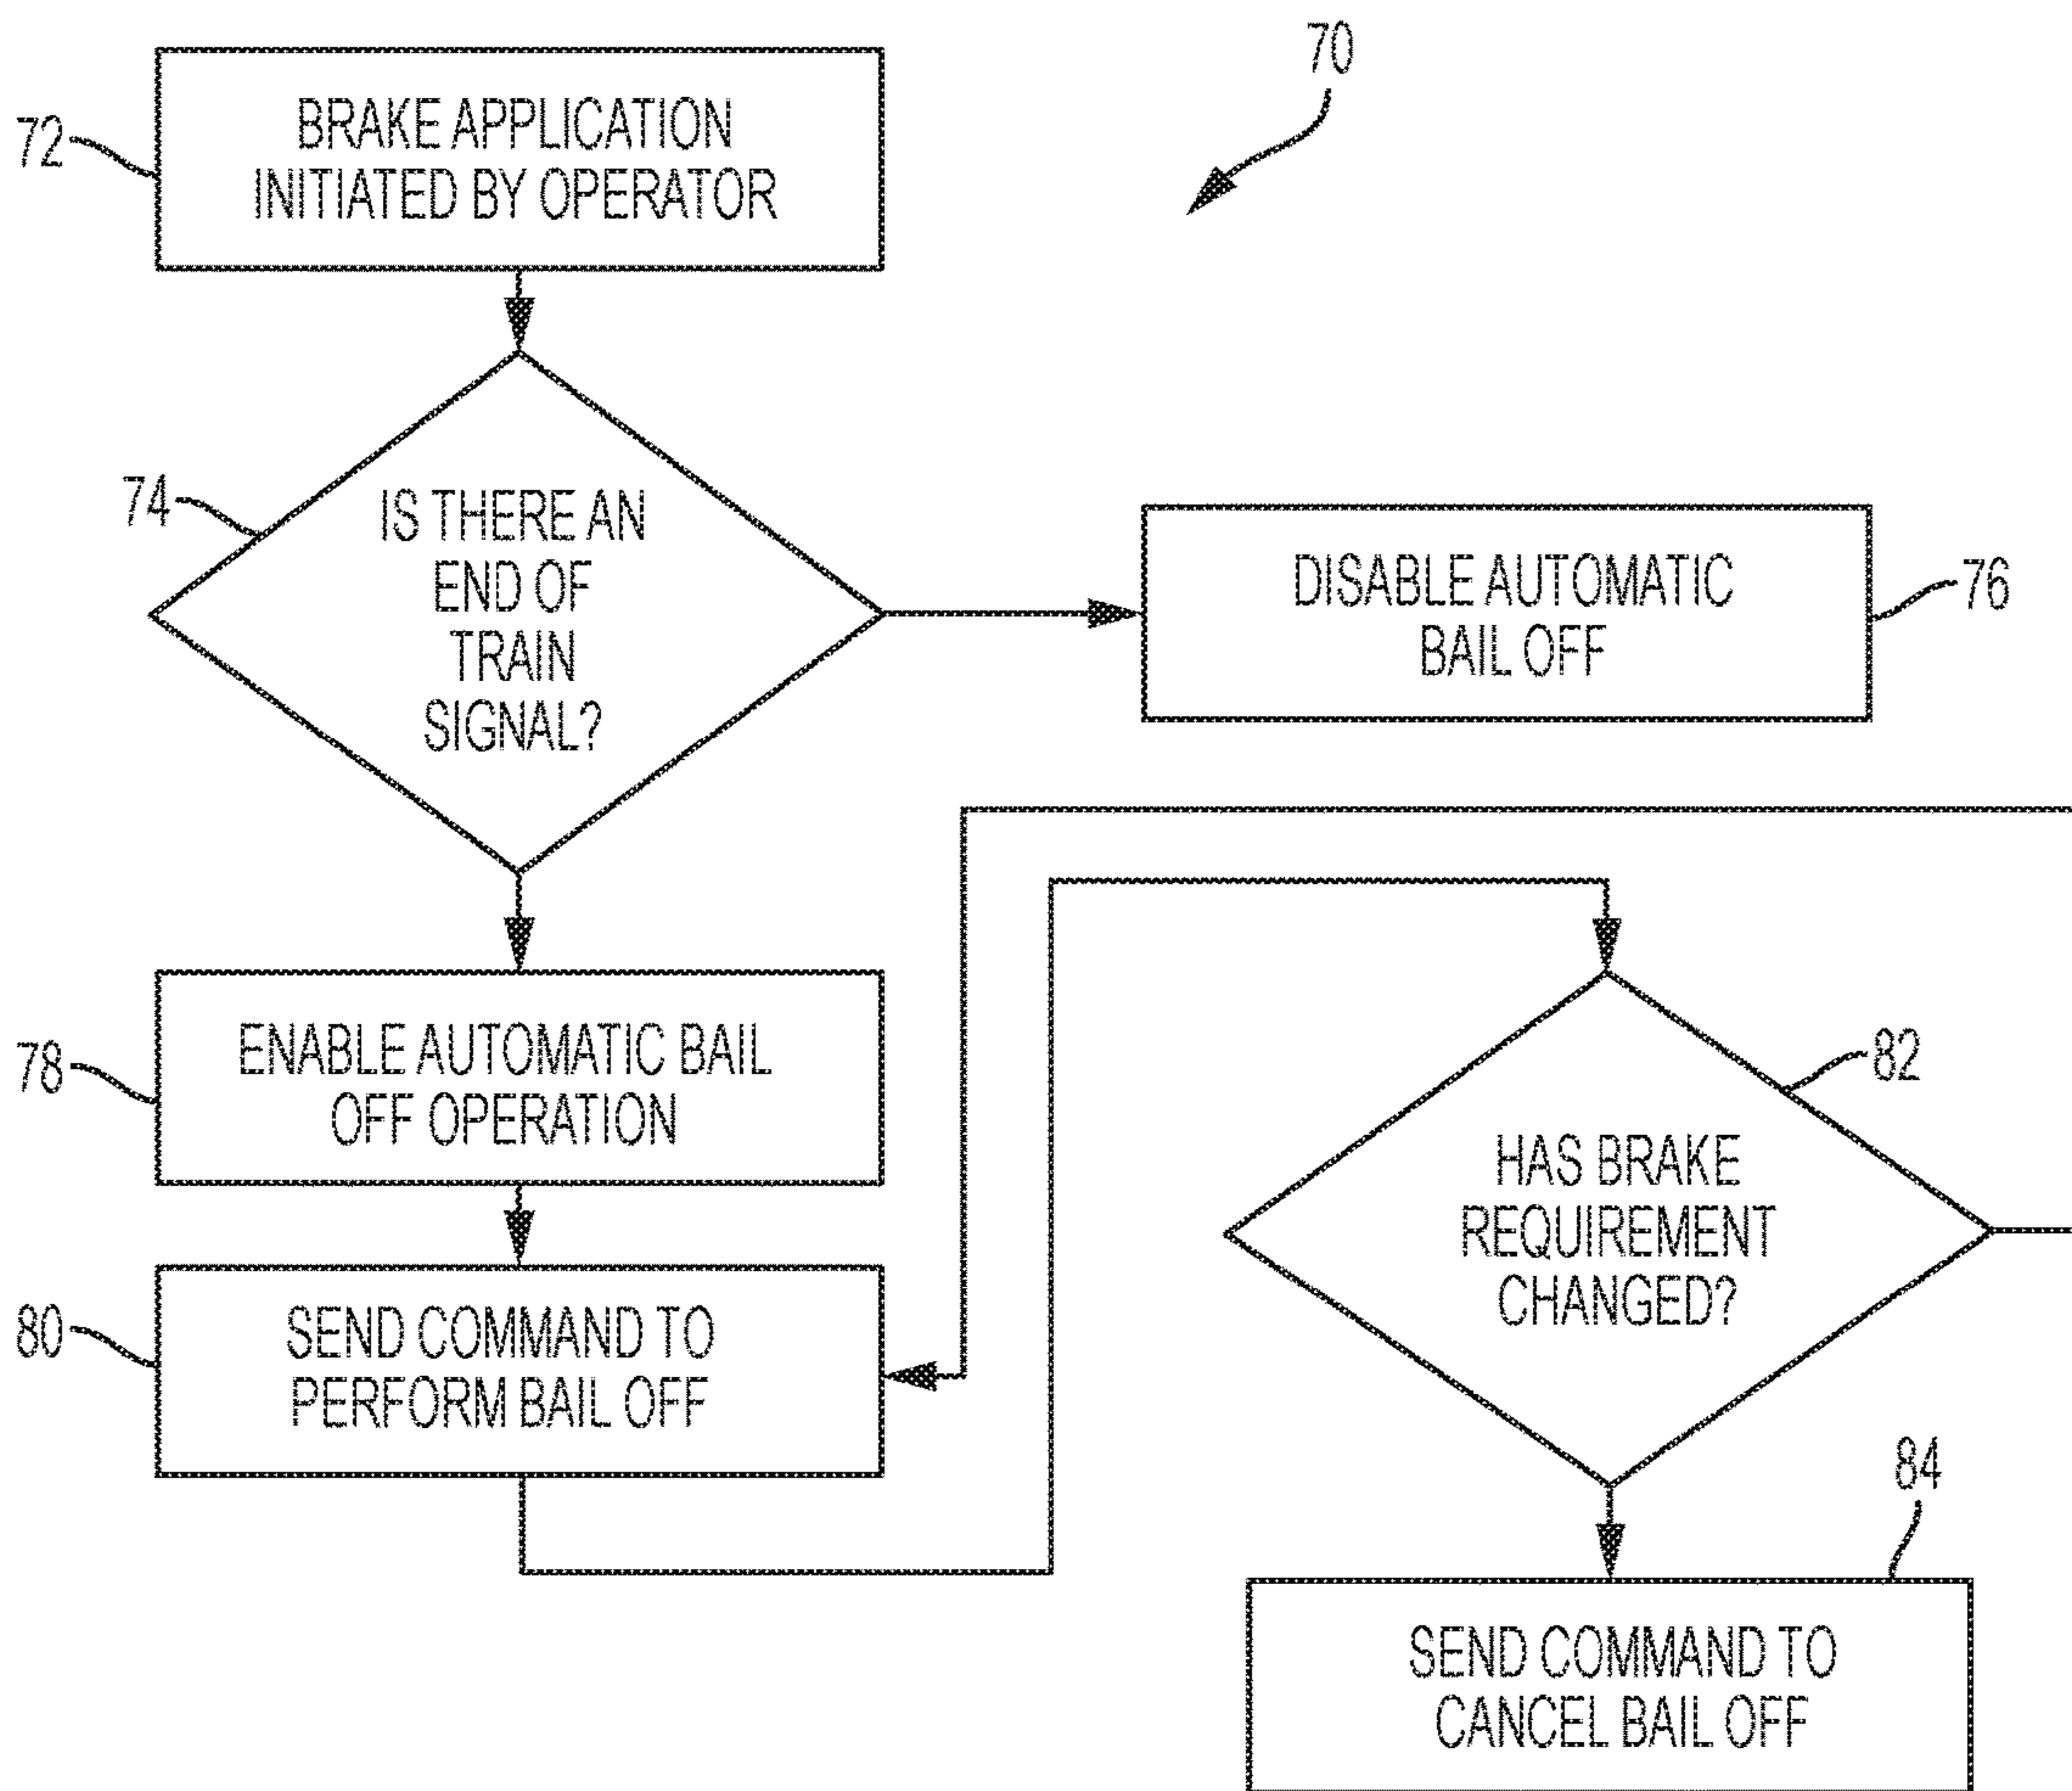 70
72
BRAKE APPLICATION
INITIATED BY OPERATOR
74
IS THERE AN
END OF
TRAIN
SIGNAL?
DISABLE AUTOMATIC
BAIL OFF
76
78
ENABLE AUTOMATIC BAIL
OFF OPERATION
80
SEND COMMAND TO
PERFORM BAIL OFF
82
HAS BRAKE
REQUIREMENT
CHANGED?
84
SEND COMMAND TO
CANCEL BAIL OFF